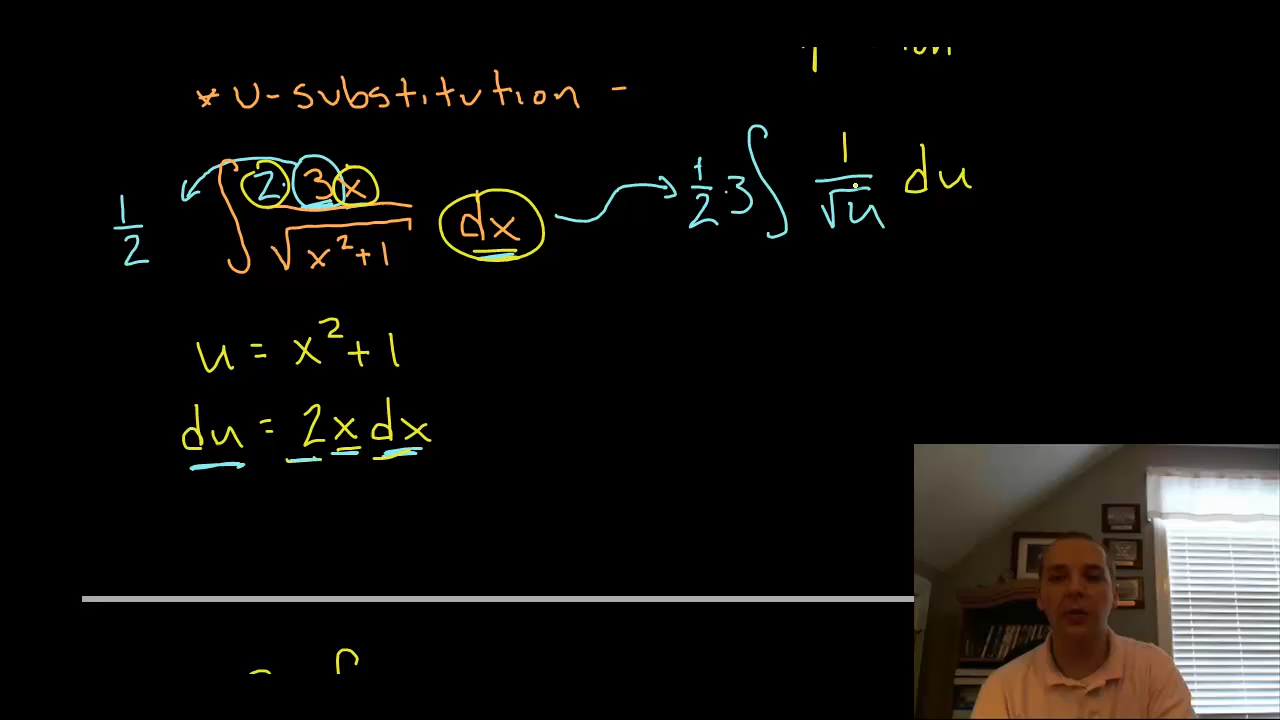 * U-substitution -
1/2 ∫ 2·3x/√(x²+1) dx → 1/2·3 ∫ 1/√u du
u = x² + 1
du = 2x dx